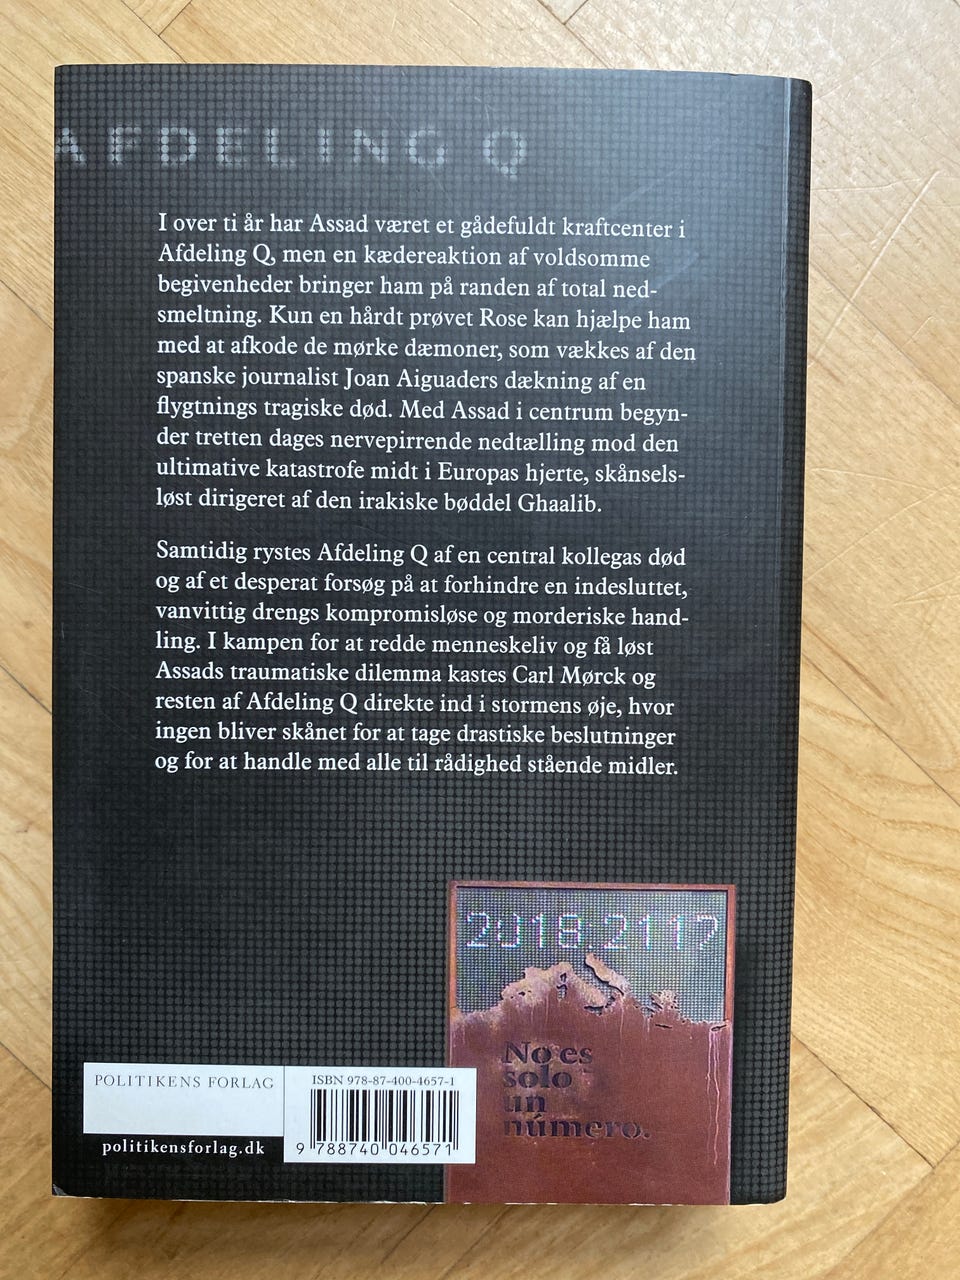 AFDELING Q
I over ti år har Assad været et gådefuldt kraftcenter i
Afdeling Q, men en kædereaktion af voldsomme
begivenheder bringer ham på randen af total ned-
smeltning. Kun en hårdt prøvet Rose kan hjælpe ham
med at afkode de mørke dæmoner, som vækkes af den
spanske journalist Joan Aiguaders dækning af en
flygtnings tragiske død. Med Assad i centrum begyn-
der tretten dages nervepirrende nedtælling mod den
ultimative katastrofe midt i Europas hjerte, skånsels-
løst dirigeret af den irakiske bøddel Ghaalib.
Samtidig rystes Afdeling Q af en central kollegas død
og af et desperat forsøg på at forhindre en indesluttet,
vanvittig drengs kompromisløse og morderiske hand-
ling. I kampen for at redde menneskeliv og få løst
Assads traumatiske dilemma kastes Carl Mørck og
resten af Afdeling Q direkte ind i stormens øje, hvor
ingen bliver skånet for at tage drastiske beslutninger
og for at handle med alle til rådighed stående midler.
2018:2117
No es
solo
un
número.
POLITIKENS FORLAG
politikensforlag.dk
ISBN 978-87-400-4657-1
9 788740 046571